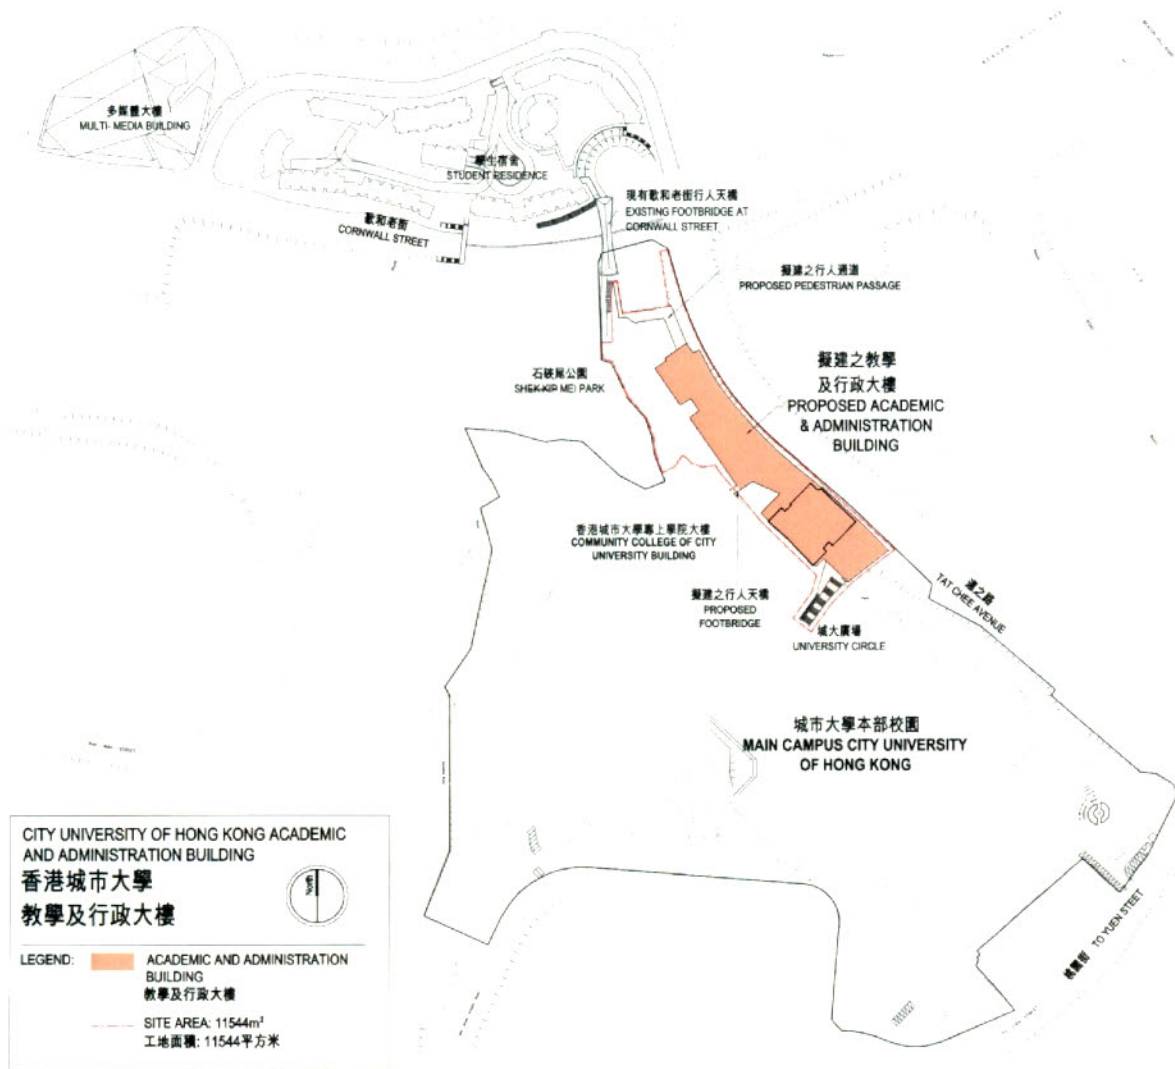 多媒體大樓
MULTI- MEDIA BUILDING
學生宿舍
STUDENT RESIDENCE
歌和老街
CORNWALL STREET
現有歌和老街行人天橋
EXISTING FOOTBRIDGE AT
CORNWALL STREET
擬建之行人通道
PROPOSED PEDESTRIAN PASSAGE
石硤尾公園
SHEK KIP MEI PARK
擬建之教學
及行政大樓
PROPOSED ACADEMIC
& ADMINISTRATION
BUILDING
香港城市大學專上學院大樓
COMMUNITY COLLEGE OF CITY
UNIVERSITY BUILDING
擬建之行人天橋
PROPOSED
FOOTBRIDGE
達之路
TAT CHEE AVENUE
城大廣場
UNIVERSITY CIRCLE
城市大學本部校園
MAIN CAMPUS CITY UNIVERSITY
OF HONG KONG
桃源街 TO YUEN STEET
CITY UNIVERSITY OF HONG KONG ACADEMIC
AND ADMINISTRATION BUILDING
香港城市大學
教學及行政大樓
North
LEGEND:
ACADEMIC AND ADMINISTRATION
BUILDING
教學及行政大樓
SITE AREA: 11544m²
工地面積: 11544平方米